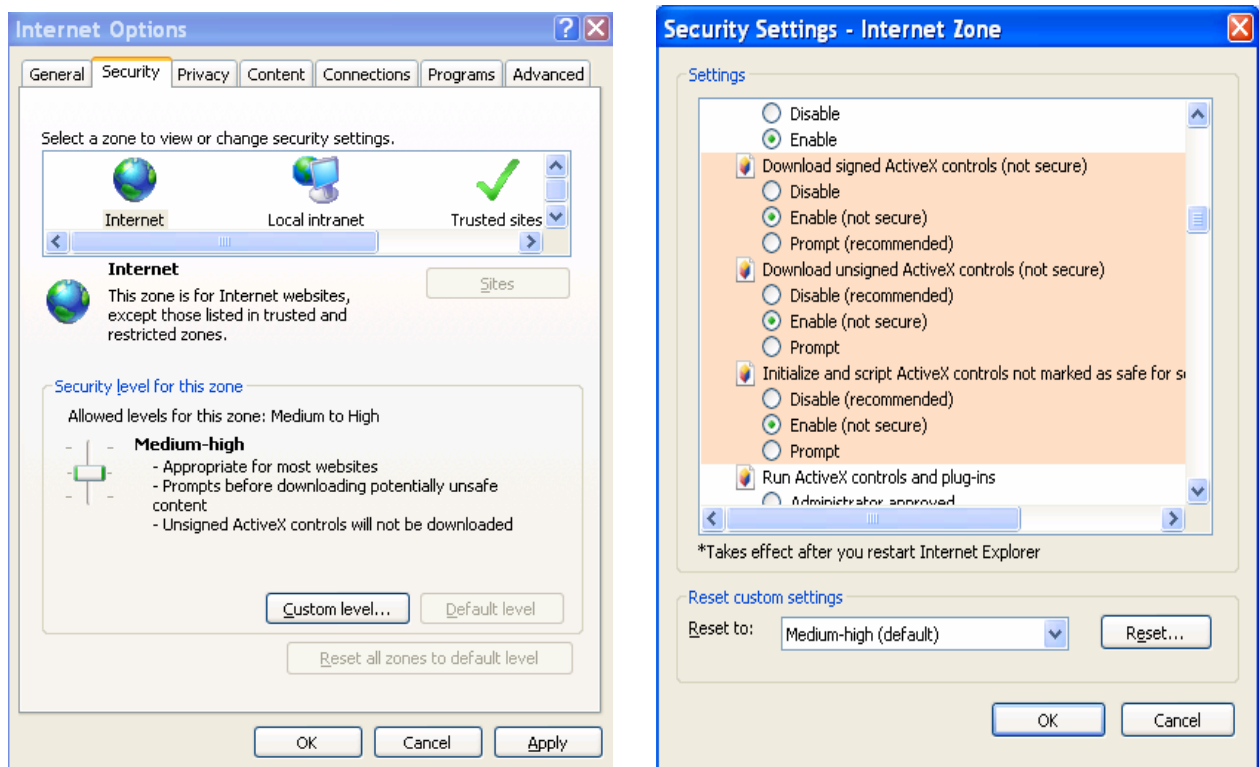 Internet Options
General Security Privacy Content Connections Programs Advanced
Select a zone to view or change security settings.
Internet Local intranet Trusted sites
Internet
Sites
This zone is for Internet websites,
except those listed in trusted and
restricted zones.
Security level for this zone
Allowed levels for this zone: Medium to High
Medium-high
- Appropriate for most websites
- Prompts before downloading potentially unsafe
content
- Unsigned ActiveX controls will not be downloaded
Custom level... Default level
Reset all zones to default level
OK Cancel Apply
Security Settings - Internet Zone
Settings
Disable
Enable
Download signed ActiveX controls (not secure)
Disable
Enable (not secure)
Prompt (recommended)
Download unsigned ActiveX controls (not secure)
Disable (recommended)
Enable (not secure)
Prompt
Initialize and script ActiveX controls not marked as safe for
Disable (recommended)
Enable (not secure)
Prompt
Run ActiveX controls and plug-ins
Administrator approved
*Takes effect after you restart Internet Explorer
Reset custom settings
Reset to: Medium-high (default) Reset...
OK Cancel